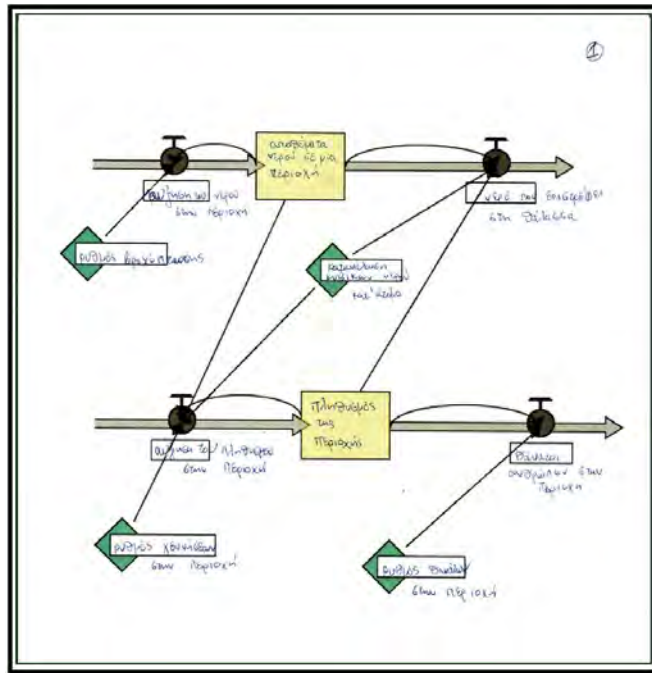 1
αποθέματα
νερού σε μια
περιοχή
αύξηση του νερού
στην περιοχή
νερό που επιστρέφει
στη θάλασσα
ρυθμός βροχόπτωσης
κατανάλωση
νερού
κατ' άτομο
πληθυσμός
της
περιοχής
αύξηση του πληθυσμού
στην περιοχή
θάνατοι
ανθρώπων στην
περιοχή
ρυθμός γεννήσεων
στην περιοχή
ρυθμός θανάτων
στην περιοχή